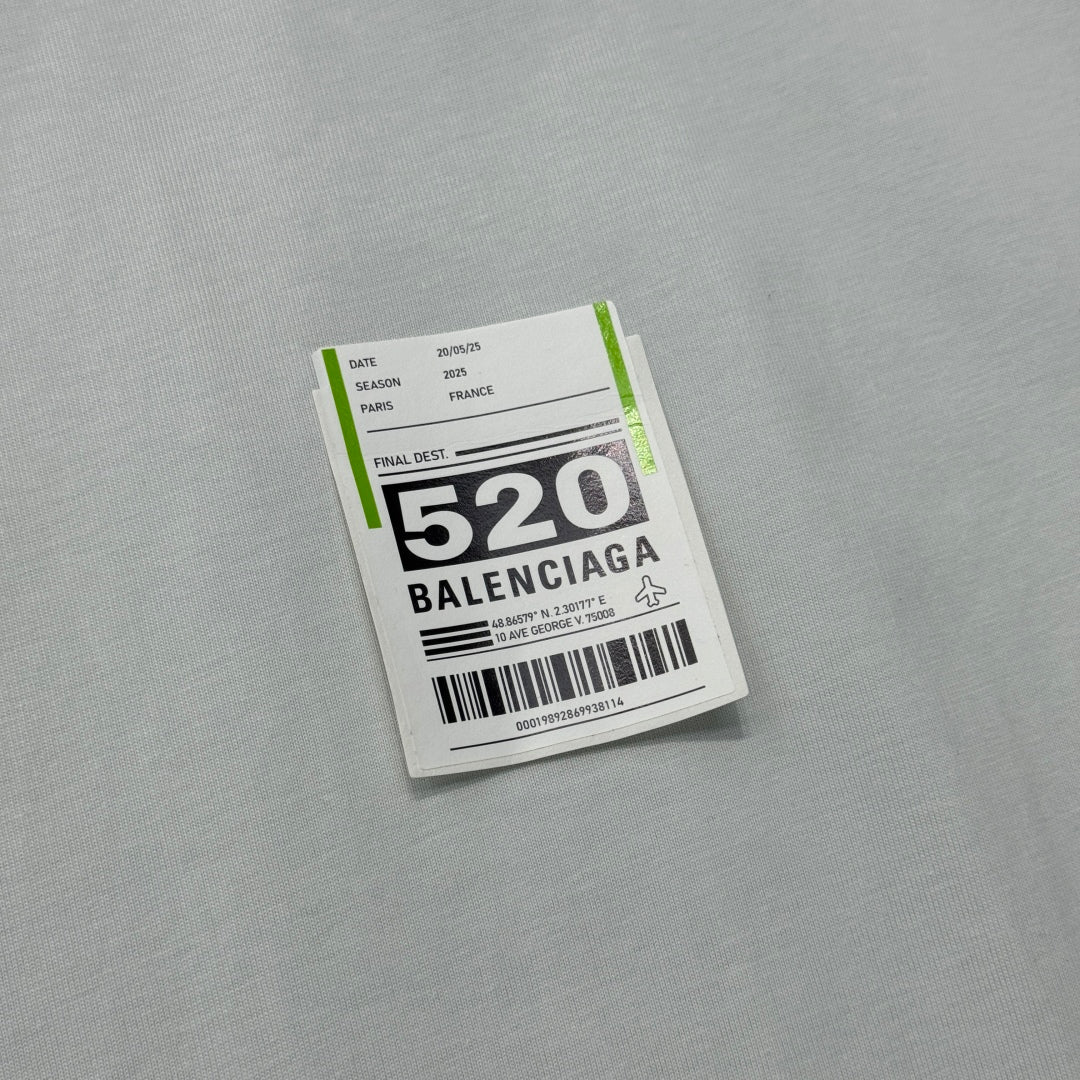 DATE 20/05/25
SEASON 2025
PARIS FRANCE
FINAL DEST.
520
BALENCIAGA
48.86579° N. 2.30177° E
10 AVE GEORGE V. 75008
00019892869938114